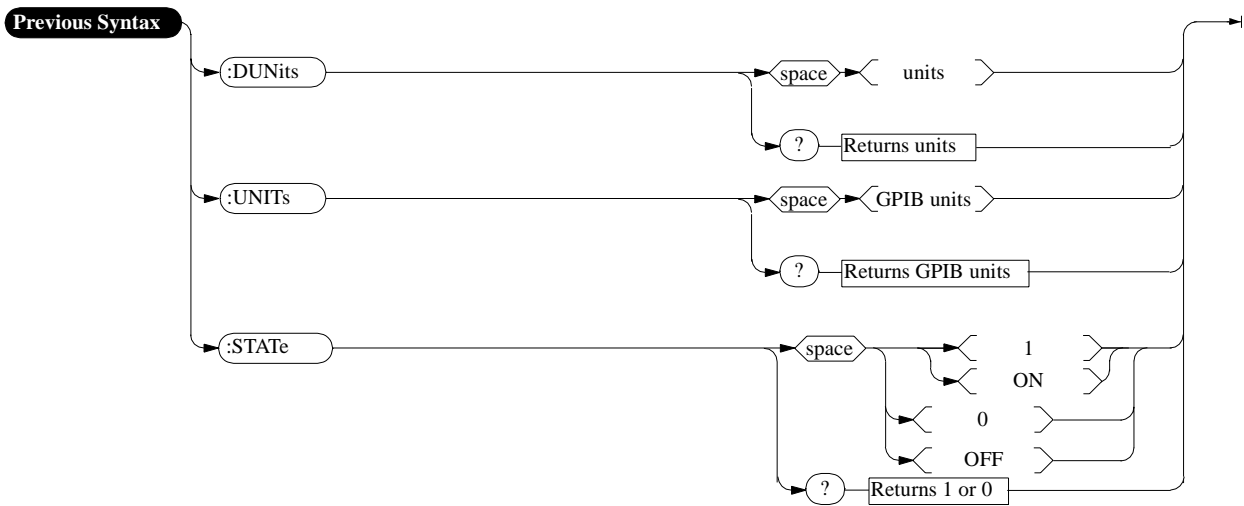 Previous Syntax
:DUNits space units
? Returns units
:UNITs space GPIB units
? Returns GPIB units
:STATe space 1
ON
0
OFF
? Returns 1 or 0